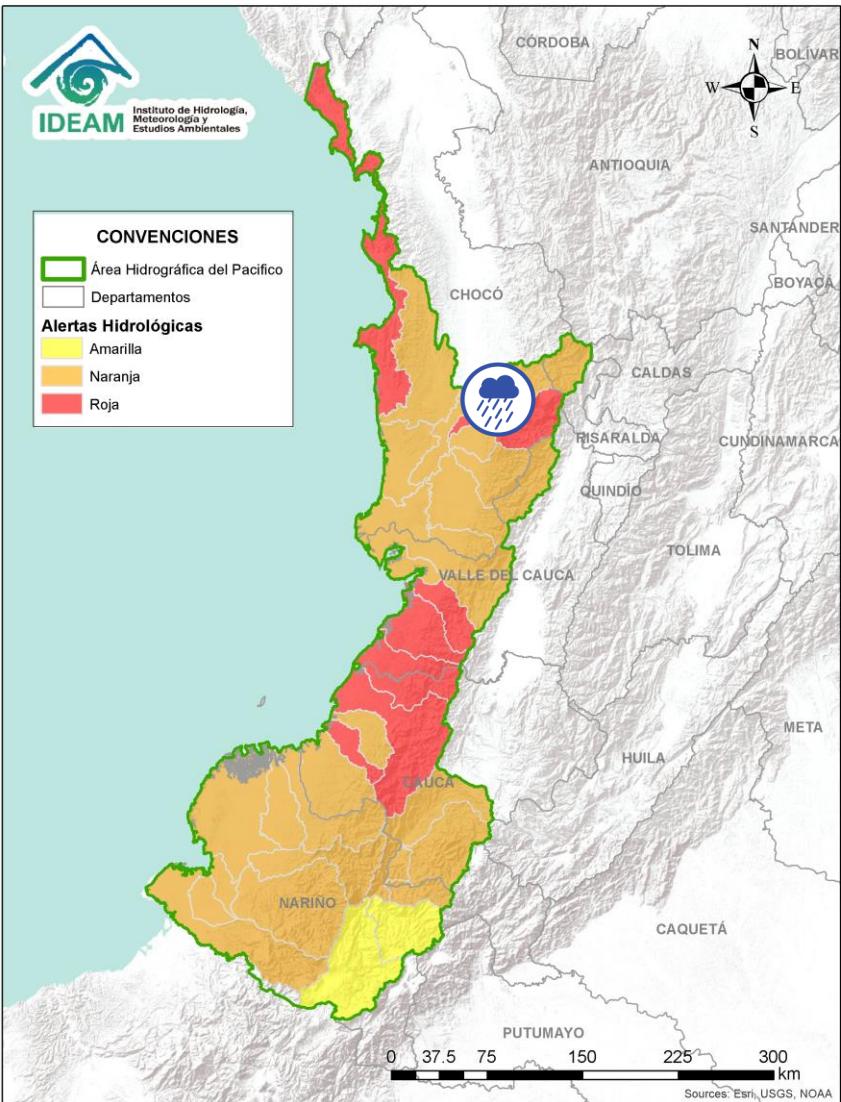 IDEAM
Instituto de Hidrología,
Meteorología y
Estudios Ambientales
N
W E
S
CÓRDOBA
BOLÍVAR
ANTIOQUIA
SANTANDER
BOYACÁ
CONVENCIONES
Área Hidrográfica del Pacifico
Departamentos
Alertas Hidrológicas
Amarilla
Naranja
Roja
CHOCÓ
CALDAS
RISARALDA
CUNDINAMARCA
QUINDÍO
TOLIMA
VALLE DEL CAUCA
META
HUILA
CAUCA
NARIÑO
CAQUETÁ
PUTUMAYO
0 37.5 75 150 225 300
km
Sources: Esri, USGS, NOAA